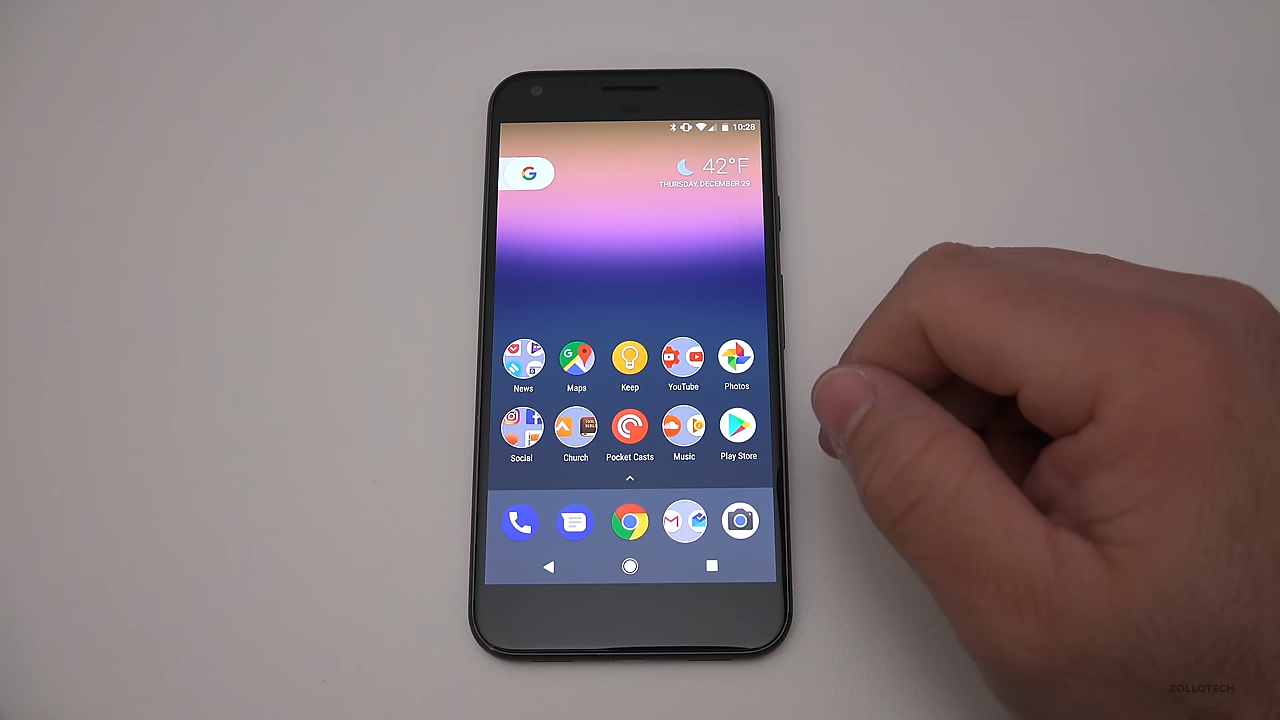 10:28
G
42°F
THURSDAY, DECEMBER 29
News
Maps
Keep
YouTube
Photos
Social
Church
Pocket Casts
Music
Play Store
ZOLLOTECH